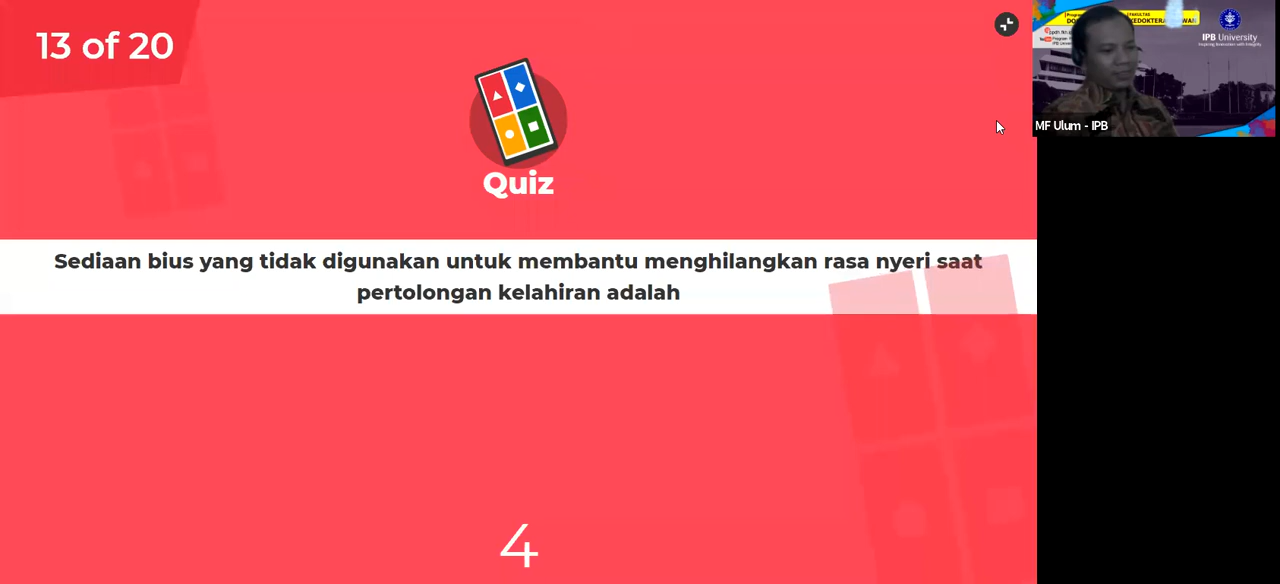 13 of 20
Quiz
Sediaan bius yang tidak digunakan untuk membantu menghilangkan rasa nyeri saat
pertolongan kelahiran adalah
4
IPB University
MF Ulum - IPB